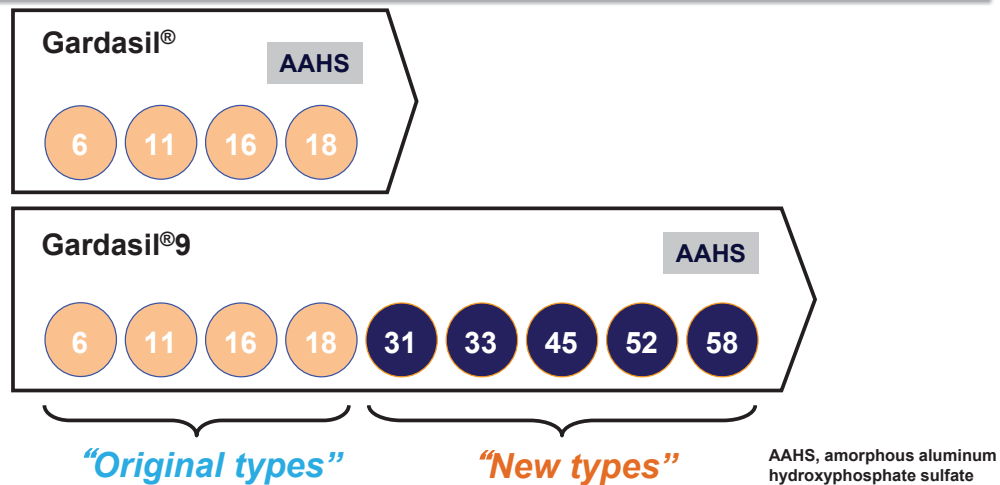 Gardasil®
AAHS
6 11 16 18
Gardasil®9
AAHS
6 11 16 18 31 33 45 52 58
“Original types” “New types”
AAHS, amorphous aluminum
hydroxyphosphate sulfate